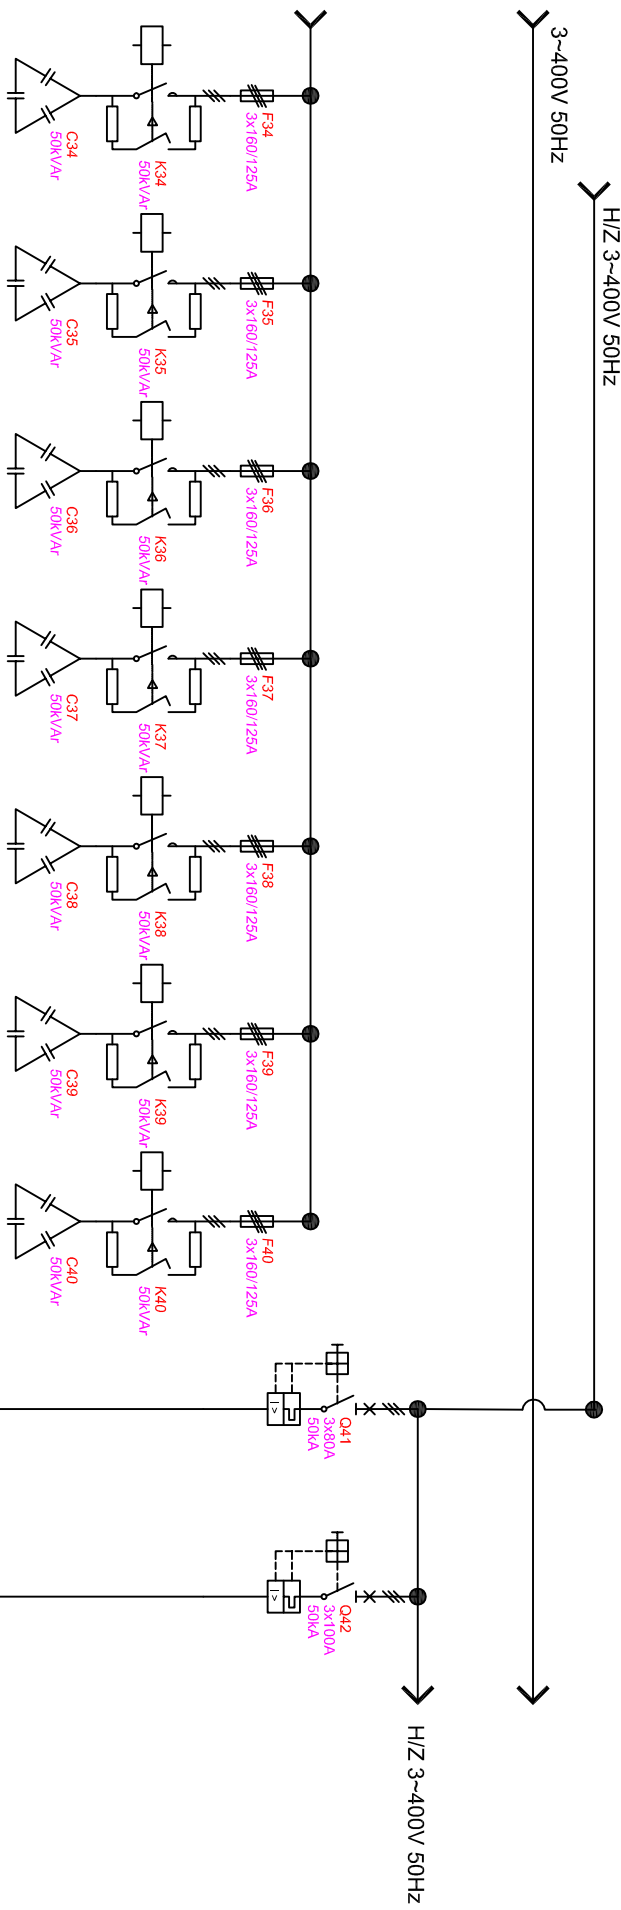 3~400V 50Hz
H/Z 3~400V 50Hz
F34
3x160/125A
K34
50kVAr
C34
50kVAr
F35
3x160/125A
K35
50kVAr
C35
50kVAr
F36
3x160/125A
K36
50kVAr
C36
50kVAr
F37
3x160/125A
K37
50kVAr
C37
50kVAr
F38
3x160/125A
K38
50kVAr
C38
50kVAr
F39
3x160/125A
K39
50kVAr
C39
50kVAr
F40
3x160/125A
K40
50kVAr
C40
50kVAr
Q41
3x80A
50kA
I >
Q42
3x100A
50kA
I >
H/Z 3~400V 50Hz